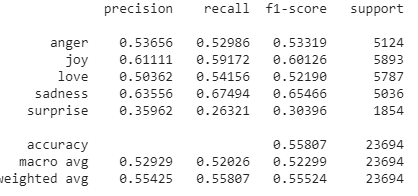 precision recall f1-score support
anger 0.53656 0.52986 0.53319 5124
joy 0.61111 0.59172 0.60126 5893
love 0.50362 0.54156 0.52190 5787
sadness 0.63556 0.67494 0.65466 5036
surprise 0.35962 0.26321 0.30396 1854
accuracy 0.55807 23694
macro avg 0.52929 0.52026 0.52299 23694
weighted avg 0.55425 0.55807 0.55524 23694